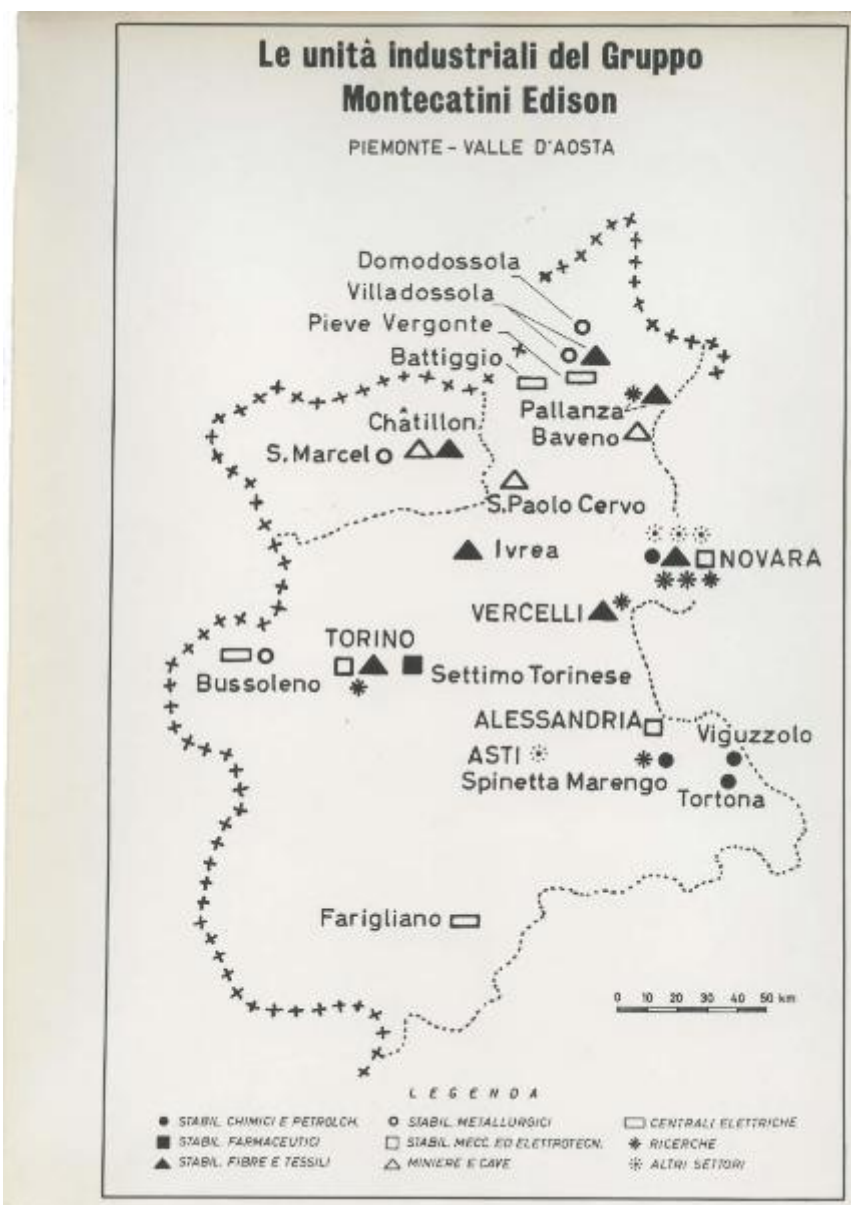 Le unità industriali del Gruppo
Montecatini Edison
PIEMONTE - VALLE D'AOSTA
Domodossola
Villadossola
Pieve Vergonte
Battiggio
Pallanza
Châtillon
Baveno
S. Marcel
S. Paolo Cervo
Ivrea
NOVARA
VERCELLI
TORINO
Bussoleno
Settimo Torinese
ALESSANDRIA
Viguzzolo
ASTI
Spinetta Marengo
Tortona
Farigliano
0 10 20 30 40 50 km
LEGENDA
STABIL. CHIMICI E PETROLCH.
STABIL. METALLURGICI
CENTRALI ELETTRICHE
STABIL. FARMACEUTICI
STABIL. MECC. ED ELETTROTECN.
RICERCHE
STABIL. FIBRE E TESSILI
MINIERE E CAVE
ALTRI SETTORI